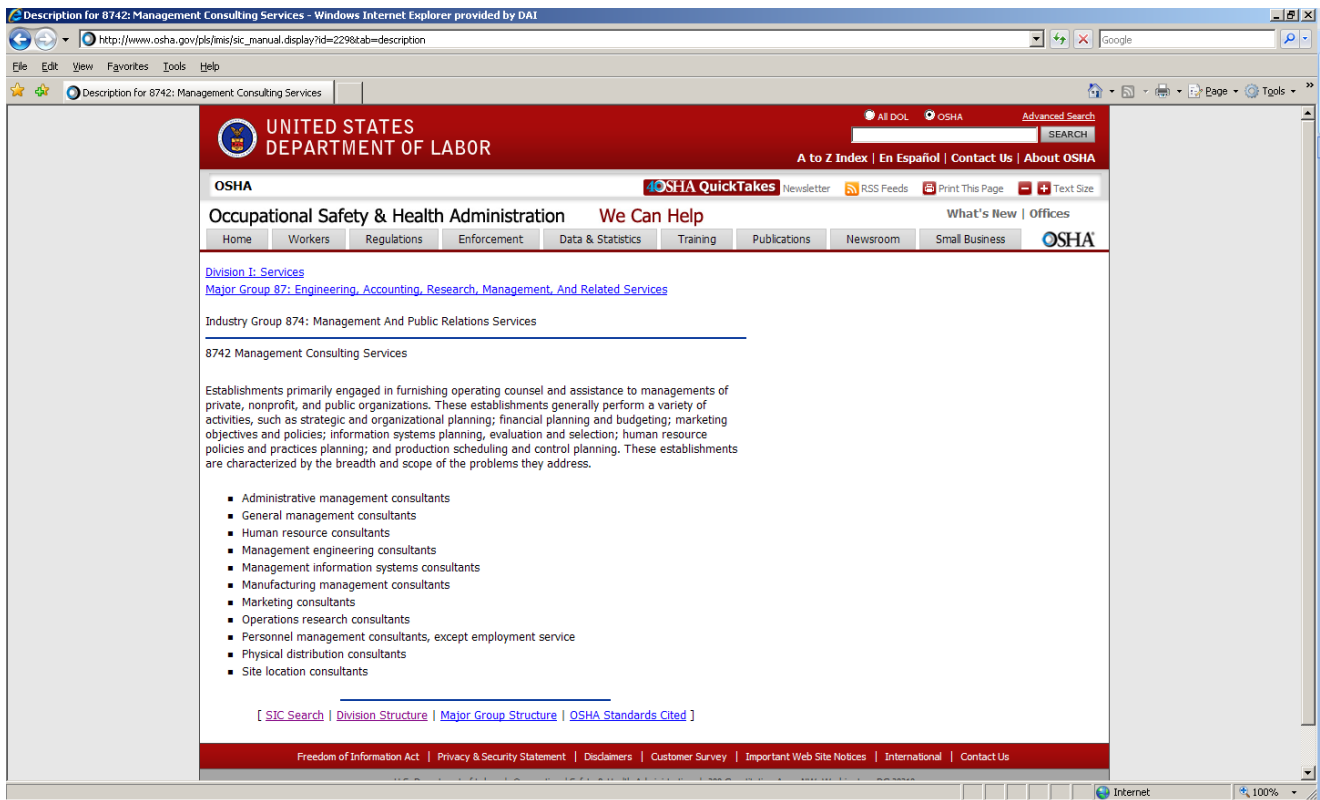 Description for 8742: Management Consulting Services - Windows Internet Explorer provided by DAI
http://www.osha.gov/pls/imis/sic_manual.display?id=229&tab=description
Google
File Edit View Favorites Tools Help
Description for 8742: Management Consulting Services
Page Tools
UNITED STATES
DEPARTMENT OF LABOR
All DOL OSHA Advanced Search
SEARCH
A to Z Index | En Español | Contact Us | About OSHA
OSHA
OSHA QuickTakes Newsletter RSS Feeds Print This Page Text Size
Occupational Safety & Health Administration We Can Help
What's New | Offices
Home Workers Regulations Enforcement Data & Statistics Training Publications Newsroom Small Business OSHA
Division I: Services
Major Group 87: Engineering, Accounting, Research, Management, And Related Services
Industry Group 874: Management And Public Relations Services
8742 Management Consulting Services
Establishments primarily engaged in furnishing operating counsel and assistance to managements of
private, nonprofit, and public organizations. These establishments generally perform a variety of
activities, such as strategic and organizational planning; financial planning and budgeting; marketing
objectives and policies; information systems planning, evaluation and selection; human resource
policies and practices planning; and production scheduling and control planning. These establishments
are characterized by the breadth and scope of the problems they address.
Administrative management consultants
General management consultants
Human resource consultants
Management engineering consultants
Management information systems consultants
Manufacturing management consultants
Marketing consultants
Operations research consultants
Personnel management consultants, except employment service
Physical distribution consultants
Site location consultants
[ SIC Search | Division Structure | Major Group Structure | OSHA Standards Cited ]
Freedom of Information Act | Privacy & Security Statement | Disclaimers | Customer Survey | Important Web Site Notices | International | Contact Us
Internet
100%